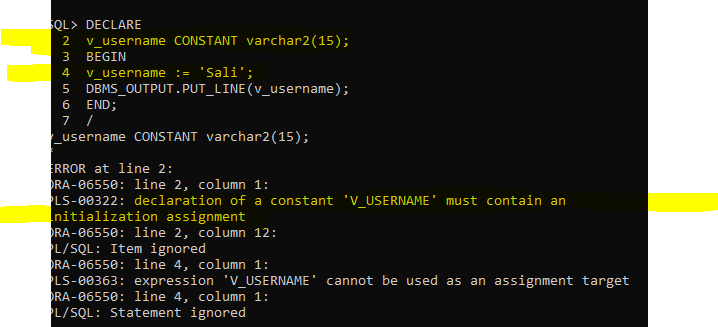 SQL> DECLARE
2 v_username CONSTANT varchar2(15);
3 BEGIN
4 v_username := 'Sali';
5 DBMS_OUTPUT.PUT_LINE(v_username);
6 END;
7 /
v_username CONSTANT varchar2(15);
*
ERROR at line 2:
ORA-06550: line 2, column 1:
PLS-00322: declaration of a constant 'V_USERNAME' must contain an
initialization assignment
ORA-06550: line 2, column 12:
PL/SQL: Item ignored
ORA-06550: line 4, column 1:
PLS-00363: expression 'V_USERNAME' cannot be used as an assignment target
ORA-06550: line 4, column 1:
PL/SQL: Statement ignored